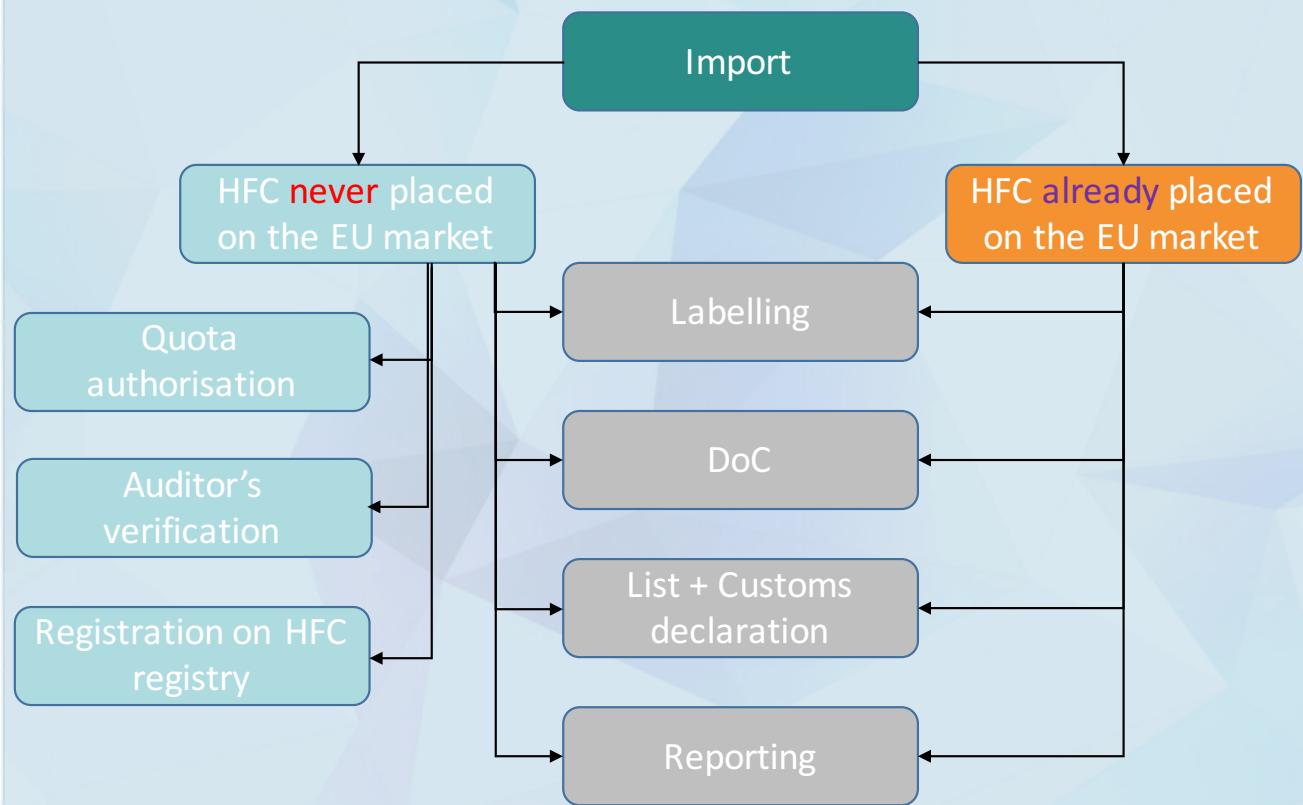 Import
HFC never placed
on the EU market
HFC already placed
on the EU market
Quota
authorisation
Auditor’s
verification
Registration on HFC
registry
Labelling
DoC
List + Customs
declaration
Reporting